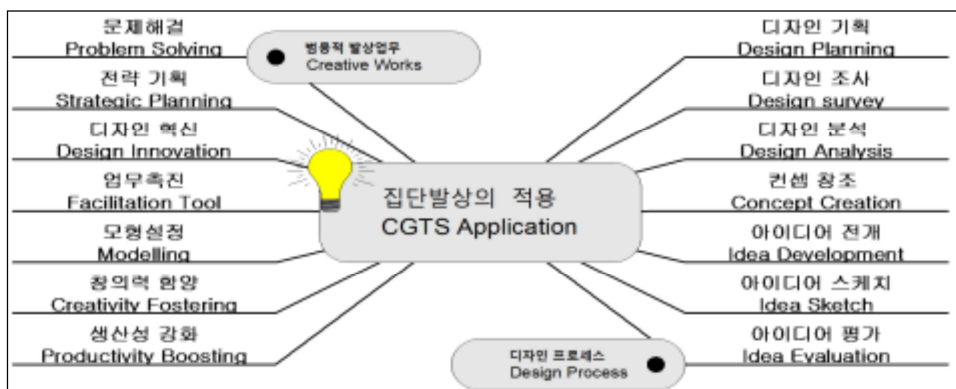 문제해결
Problem Solving
전략 기획
Strategic Planning
디자인 혁신
Design Innovation
업무촉진
Facilitation Tool
모형설정
Modelling
창의력 함양
Creativity Fostering
생산성 강화
Productivity Boosting
범용적 발상업무
Creative Works
집단발상의 적용
CGTS Application
디자인 프로세스
Design Process
디자인 기획
Design Planning
디자인 조사
Design survey
디자인 분석
Design Analysis
컨셉 창조
Concept Creation
아이디어 전개
Idea Development
아이디어 스케치
Idea Sketch
아이디어 평가
Idea Evaluation